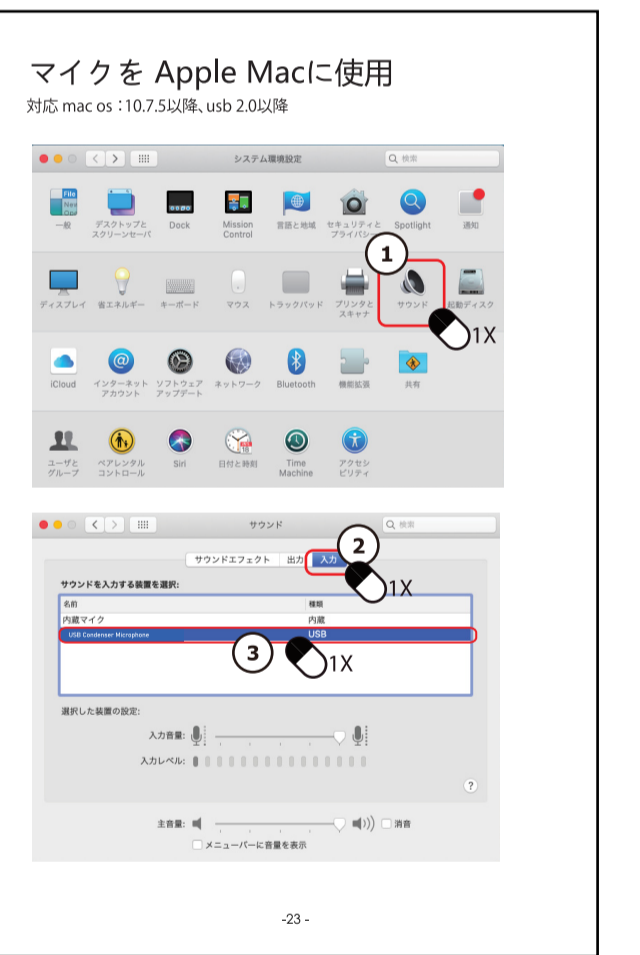 マイクを Apple Macに使用
対応 mac os：10.7.5以降、usb 2.0以降
システム環境設定
検索
一般
デスクトップと
スクリーンセーバ
Dock
Mission
Control
言語と地域
セキュリティと
プライバシー
Spotlight
通知
1
ディスプレイ
省エネルギー
キーボード
マウス
トラックパッド
プリンタと
スキャナ
サウンド
起動ディスク
1X
iCloud
インターネット
アカウント
ソフトウェア
アップデート
ネットワーク
Bluetooth
機能拡張
共有
ユーザと
グループ
ペアレンタル
コントロール
Siri
日付と時刻
Time
Machine
アクセシ
ビリティ
サウンド
検索
サウンドエフェクト 出力 入力
2
1X
サウンドを入力する装置を選択:
名前 種類
内蔵マイク 内蔵
USB Condenser Microphone USB
3
1X
選択した装置の設定:
入力音量:
入力レベル:
?
主音量: 消音
メニューバーに音量を表示
-23 -